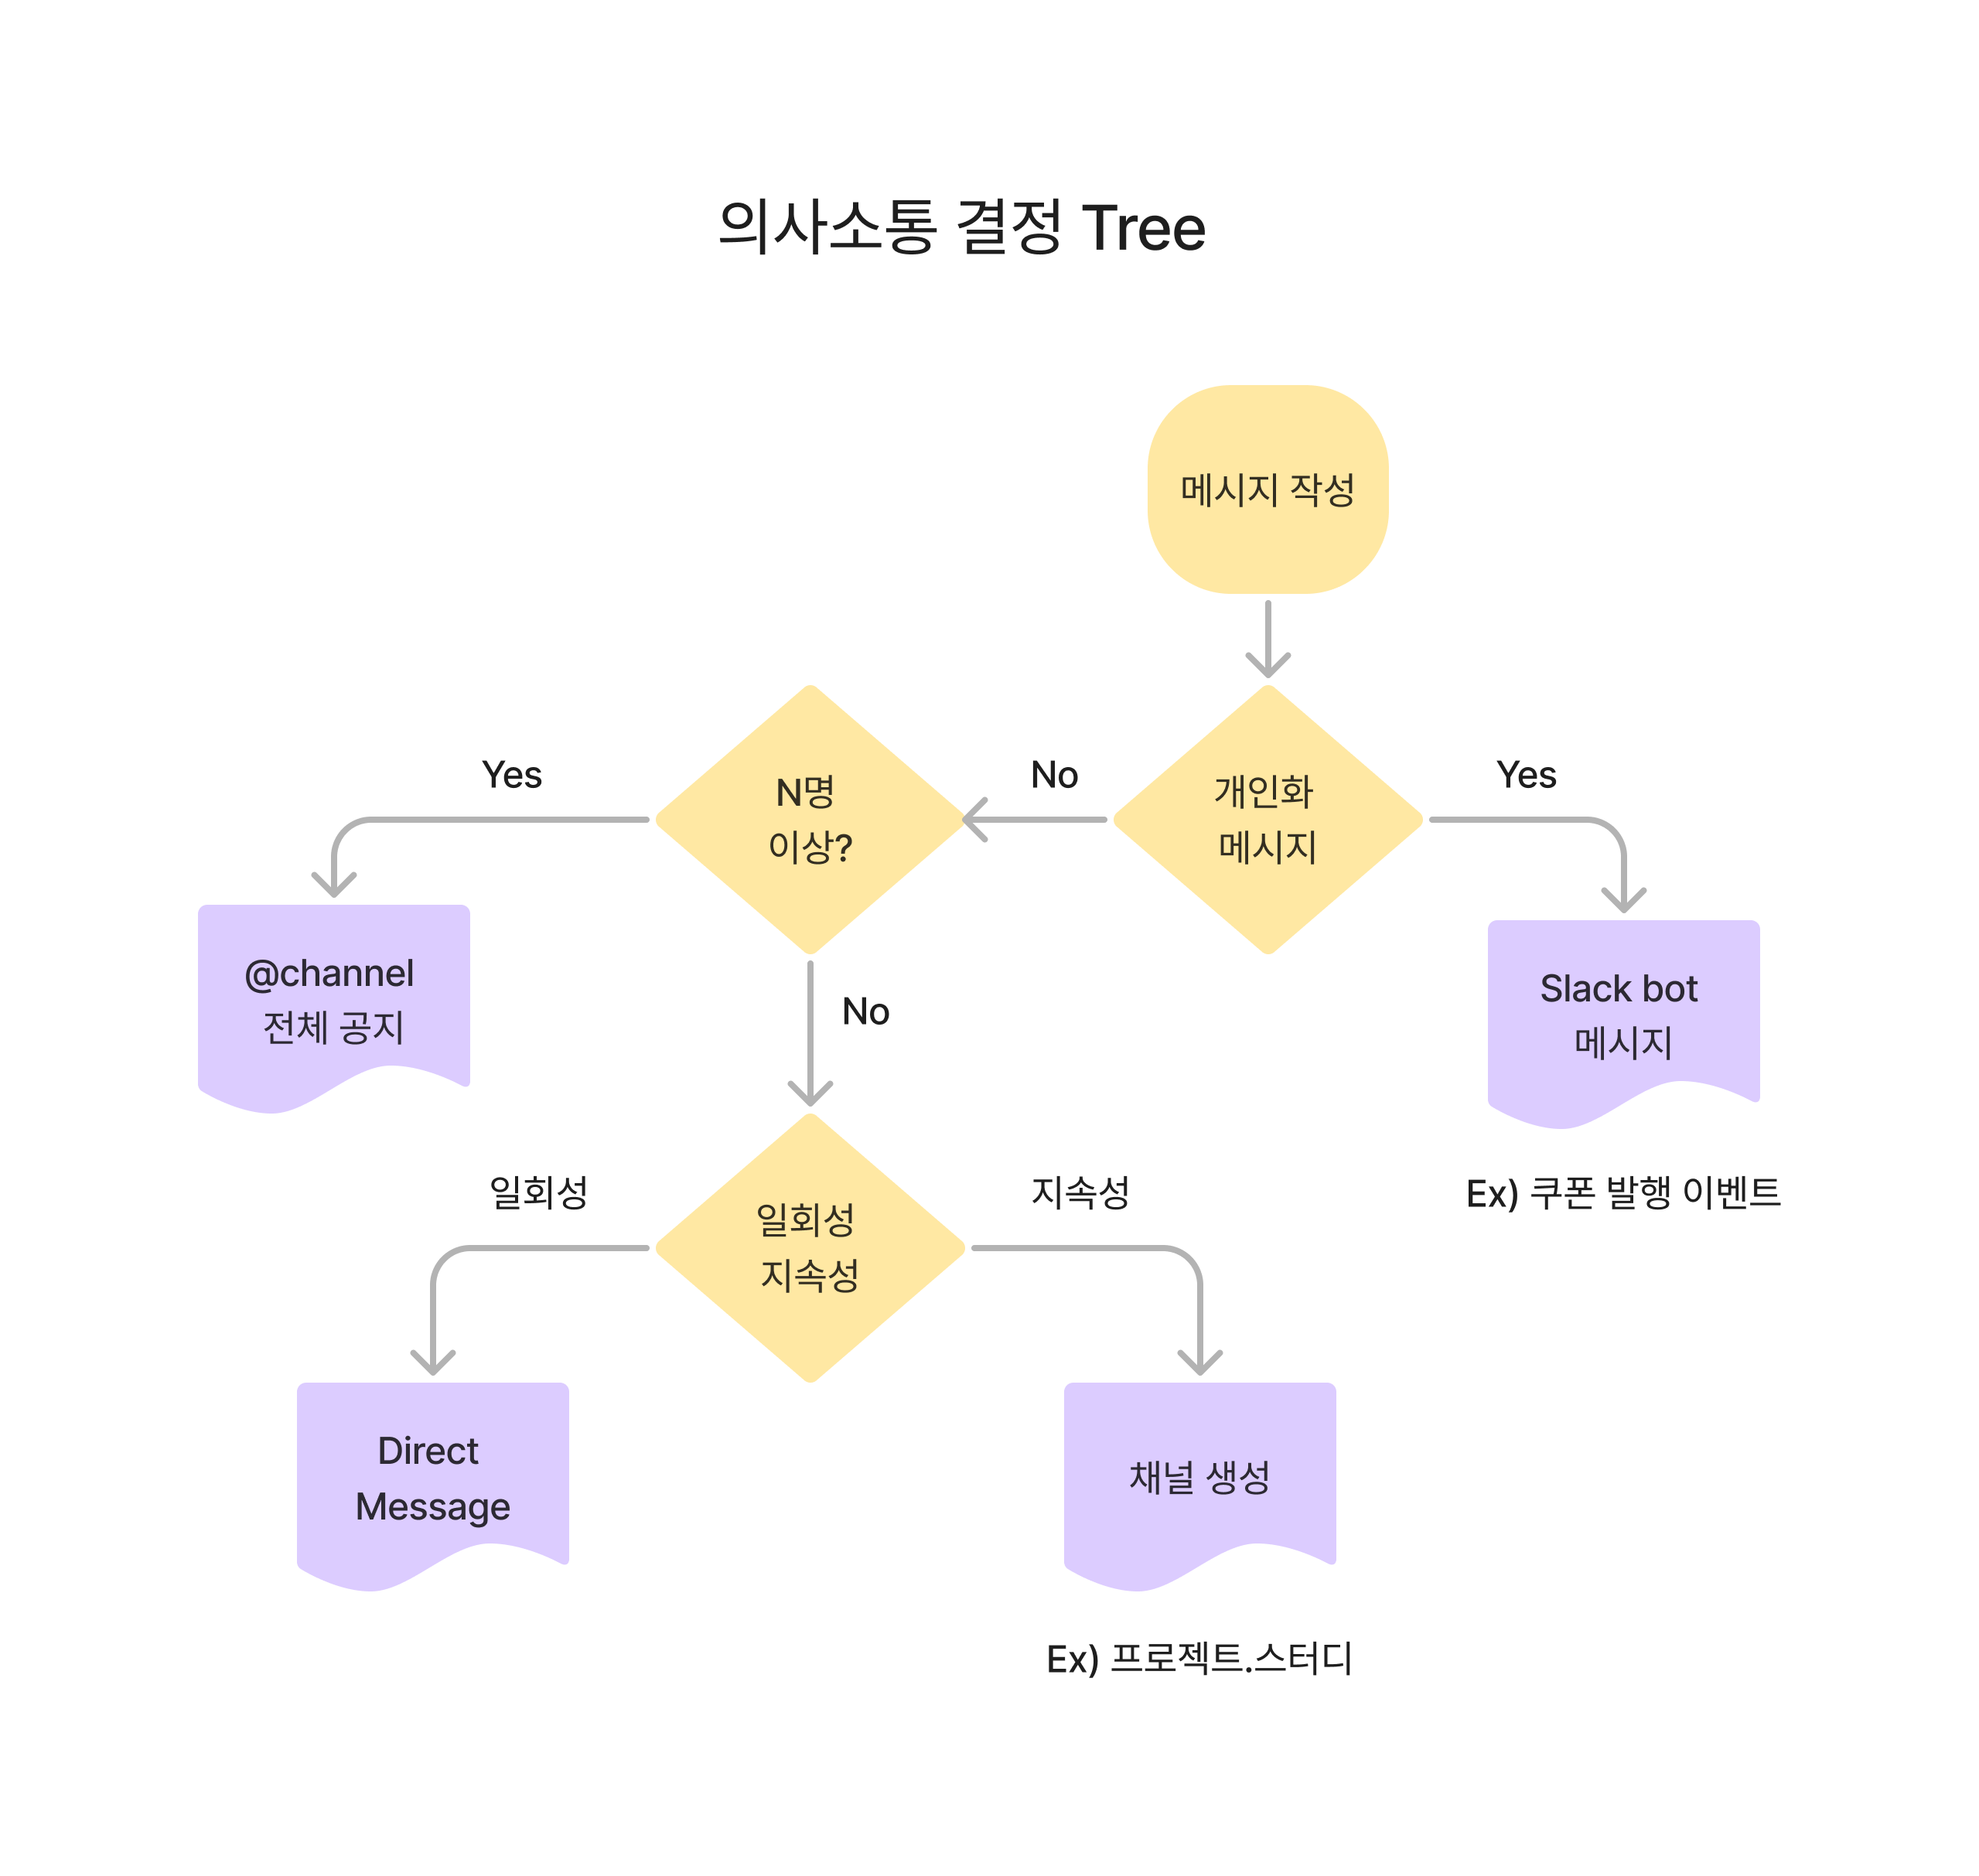 의사소통 결정 Tree
메시지 작성
Yes
N명
이상?
No
개인화
메시지
Yes
@channel
전체 공지
No
Slack bot
메시지
일회성
일회성
지속성
지속성
Ex) 쿠폰 발행 이벤트
Direct
Message
채널 생성
Ex) 프로젝트.스터디